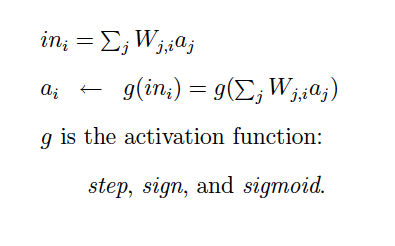 in_i = ∑_j W_{j,i} a_j
a_i ← g(in_i) = g(∑_j W_{j,i} a_j)
g is the activation function:
step, sign, and sigmoid.